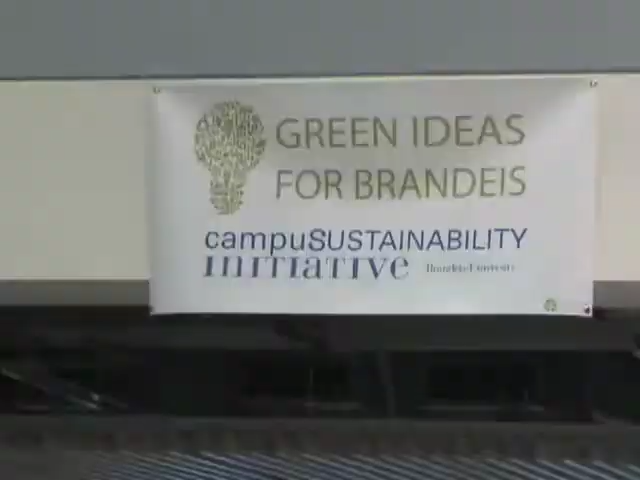 GREEN IDEAS
FOR BRANDEIS
campuSUSTAINABILITY
initiative Brandeis University